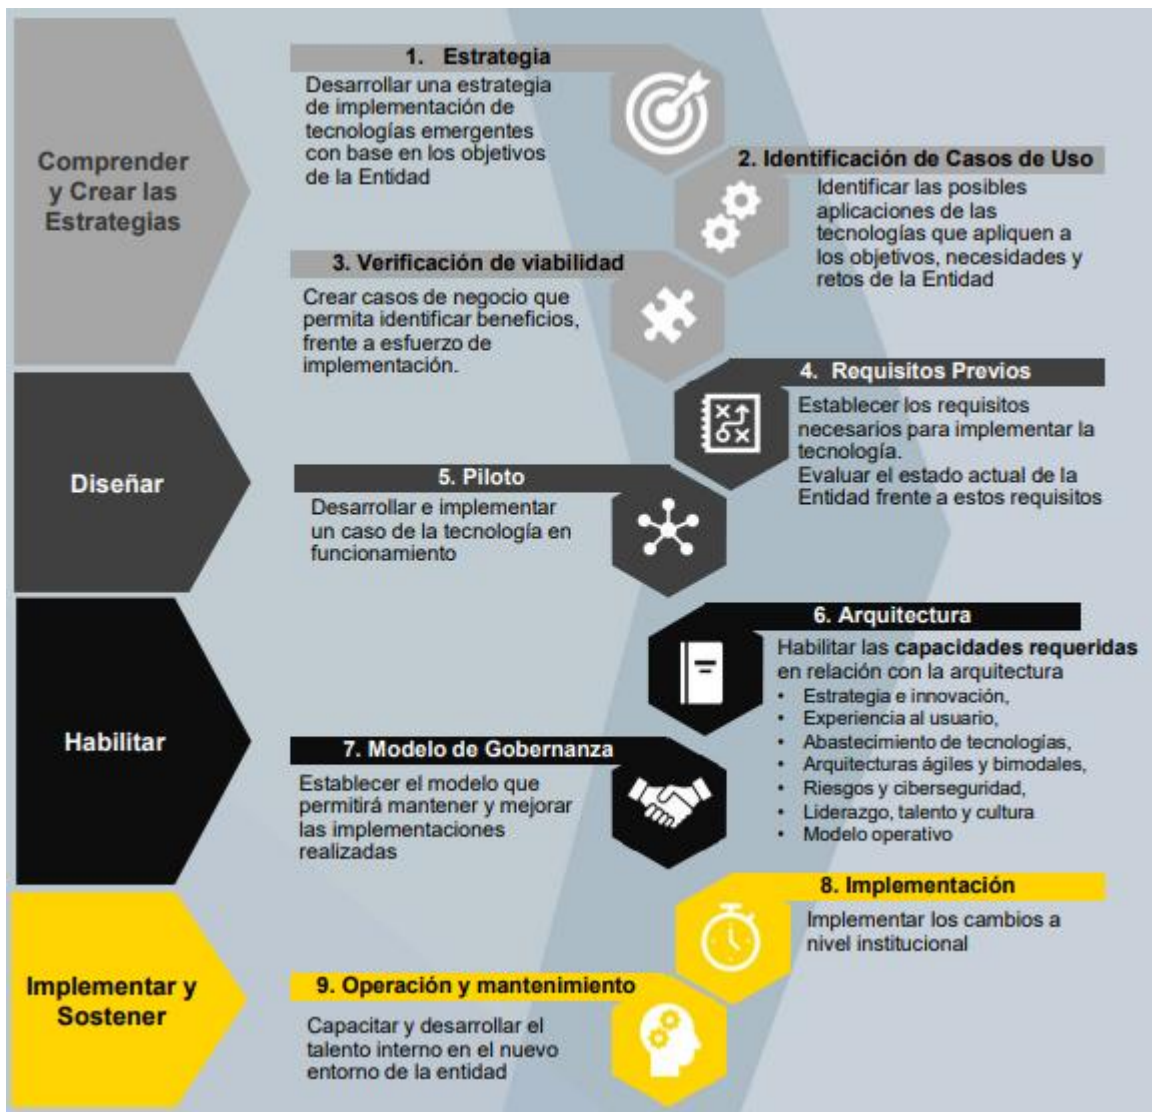 Comprender
y Crear las
Estrategias
1. Estrategia
Desarrollar una estrategia
de implementación de
tecnologías emergentes
con base en los objetivos
de la Entidad
2. Identificación de Casos de Uso
Identificar las posibles
aplicaciones de las
tecnologías que apliquen a
los objetivos, necesidades y
retos de la Entidad
3. Verificación de viabilidad
Crear casos de negocio que
permita identificar beneficios,
frente a esfuerzo de
implementación.
Diseñar
4. Requisitos Previos
Establecer los requisitos
necesarios para implementar la
tecnología.
Evaluar el estado actual de la
Entidad frente a estos requisitos
5. Piloto
Desarrollar e implementar
un caso de la tecnología en
funcionamiento
Habilitar
6. Arquitectura
Habilitar las capacidades requeridas
en relación con la arquitectura
• Estrategia e innovación,
• Experiencia al usuario,
• Abastecimiento de tecnologías,
• Arquitecturas ágiles y bimodales,
• Riesgos y ciberseguridad,
• Liderazgo, talento y cultura
• Modelo operativo
7. Modelo de Gobernanza
Establecer el modelo que
permitirá mantener y mejorar
las implementaciones
realizadas
Implementar y
Sostener
8. Implementación
Implementar los cambios a
nivel institucional
9. Operación y mantenimiento
Capacitar y desarrollar el
talento interno en el nuevo
entorno de la entidad